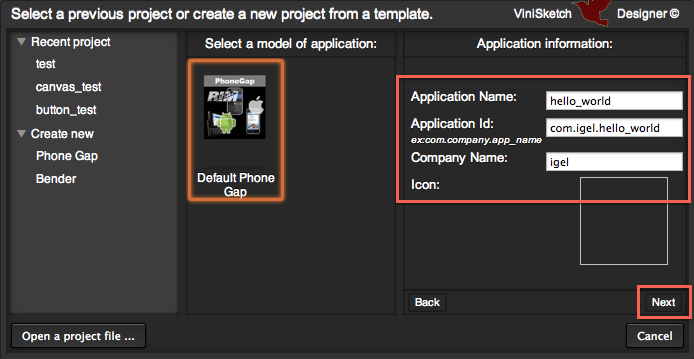 Select a previous project or create a new project from a template.
ViniSketch Designer ©
Recent project
test
canvas_test
button_test
Create new
Phone Gap
Bender
Select a model of application:
PhoneGap
RIM
Default Phone
Gap
Application information:
Application Name: hello_world
Application Id: com.igel.hello_world
ex:com.company.app_name
Company Name: igel
Icon:
Back
Next
Open a project file ...
Cancel